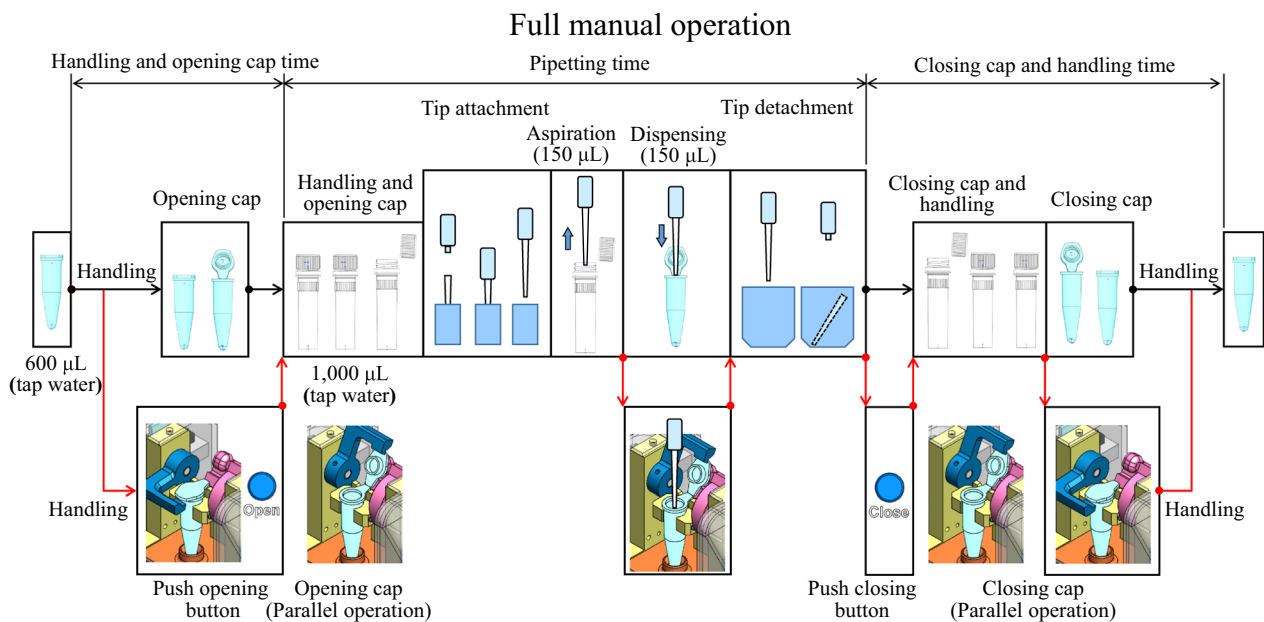 Full manual operation
Handling and opening cap time
Pipetting time
Closing cap and handling time
Tip attachment
Tip detachment
Aspiration
(150 μL)
Dispensing
(150 μL)
Opening cap
Handling and
opening cap
Closing cap and
handling
Closing cap
Handling
Handling
600 μL
(tap water)
1,000 μL
(tap water)
Handling
Open
Close
Handling
Push opening
button
Opening cap
(Parallel operation)
Push closing
button
Closing cap
(Parallel operation)